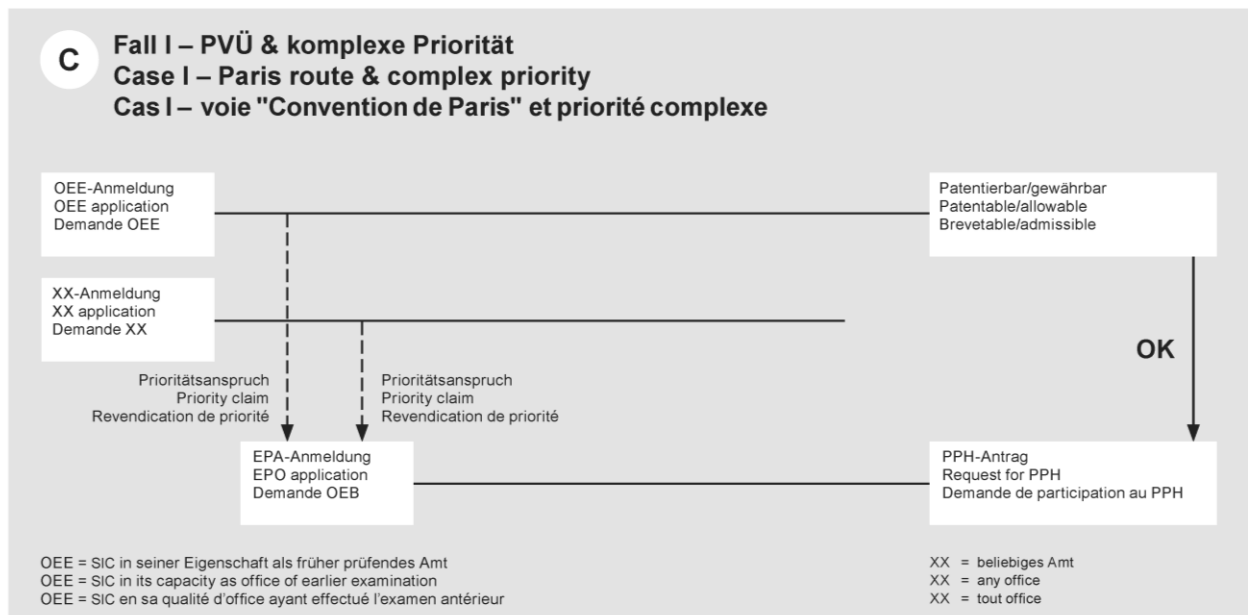 C
Fall I – PVÜ & komplexe Priorität
Case I – Paris route & complex priority
Cas I – voie "Convention de Paris" et priorité complexe
OEE-Anmeldung
OEE application
Demande OEE
Patentierbar/gewährbar
Patentable/allowable
Brevetable/admissible
XX-Anmeldung
XX application
Demande XX
OK
Prioritätsanspruch
Priority claim
Revendication de priorité
Prioritätsanspruch
Priority claim
Revendication de priorité
EPA-Anmeldung
EPO application
Demande OEB
PPH-Antrag
Request for PPH
Demande de participation au PPH
OEE = SIC in seiner Eigenschaft als früher prüfendes Amt
OEE = SIC in its capacity as office of earlier examination
OEE = SIC en sa qualité d'office ayant effectué l'examen antérieur
XX = beliebiges Amt
XX = any office
XX = tout office